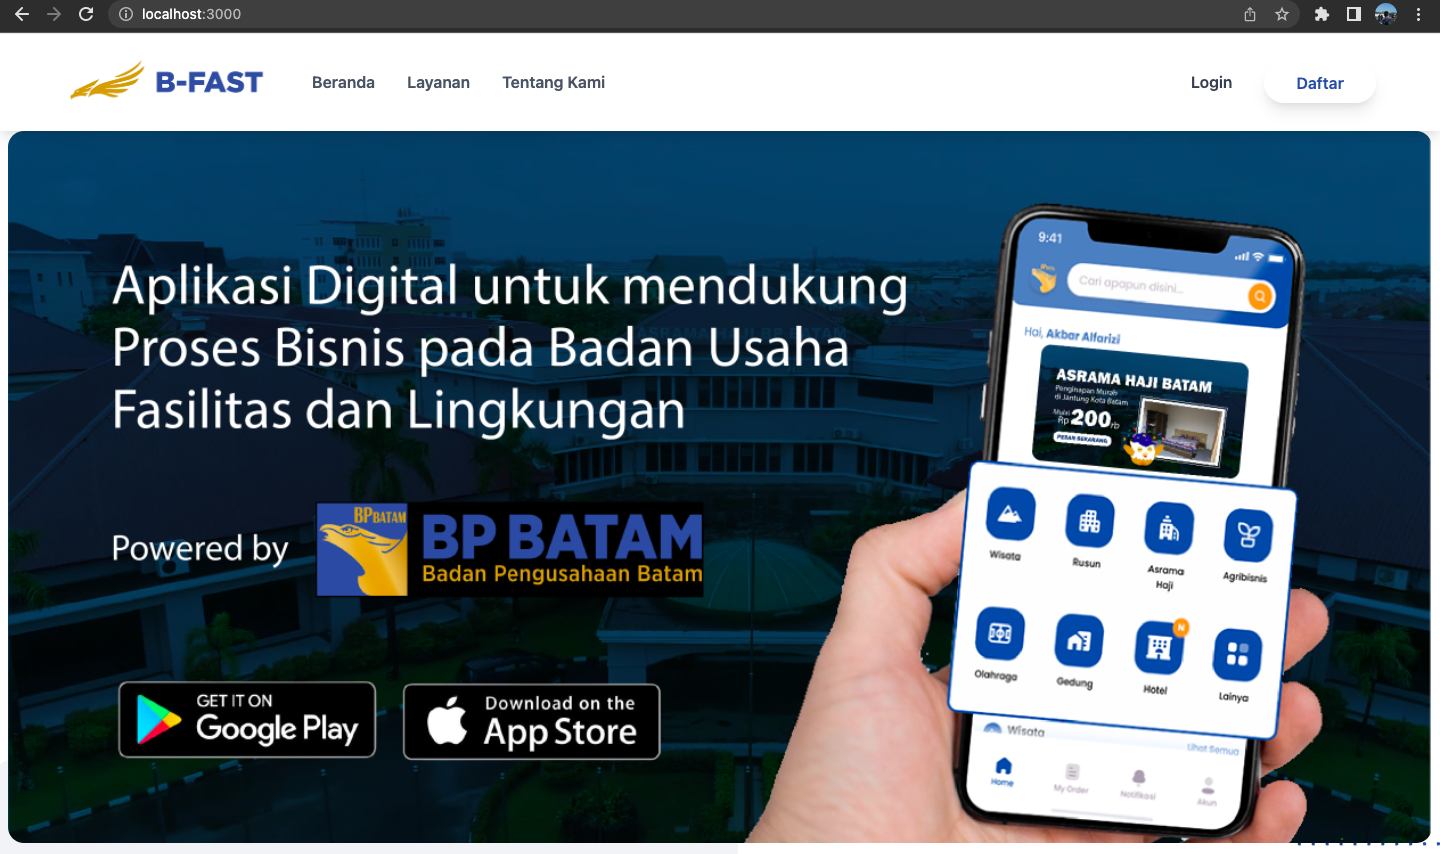 localhost:3000
B-FAST
Beranda
Layanan
Tentang Kami
Login
Daftar
Aplikasi Digital untuk mendukung
Proses Bisnis pada Badan Usaha
Fasilitas dan Lingkungan
Powered by
BP BATAM
BP BATAM
Badan Pengusahaan Batam
GET IT ON
Google Play
Download on the
App Store
9:41
Cari apapun disini...
Hai, Akbar Alfarizi
ASRAMA HAJI BATAM
Penginapan Murah
di Jantung Kota Batam
Mulai
Rp 200 rb
PESAN SEKARANG
Wisata
Rusun
Asrama
Haji
Agribisnis
Olahraga
Gedung
N
Hotel
Lainya
Wisata
Lihat Semua
Home
My Order
Notifikasi
Akun